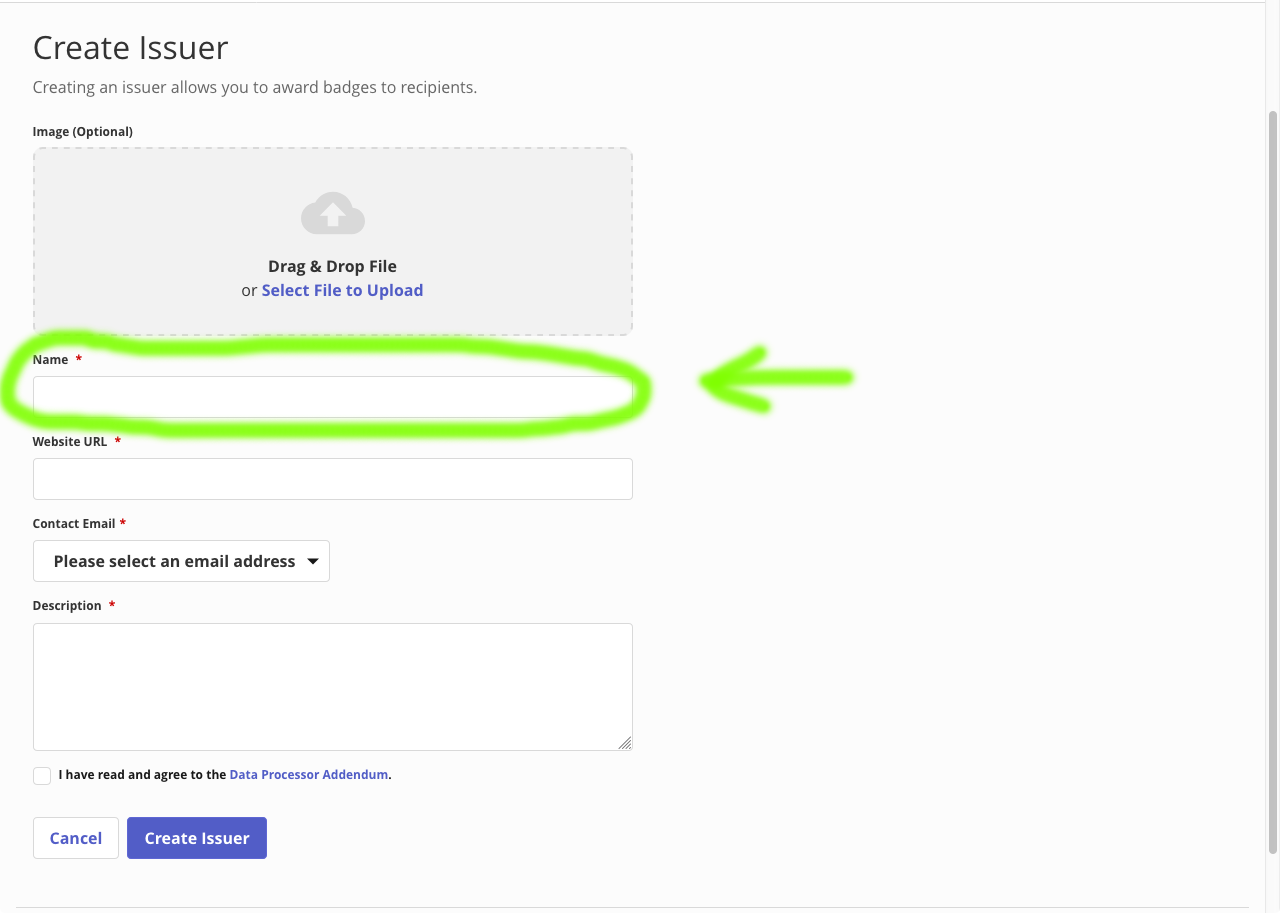 Create Issuer
Creating an issuer allows you to award badges to recipients.
Image (Optional)
Drag & Drop File
or Select File to Upload
Name *
Website URL *
Contact Email *
Please select an email address
Description *
I have read and agree to the Data Processor Addendum.
Cancel Create Issuer